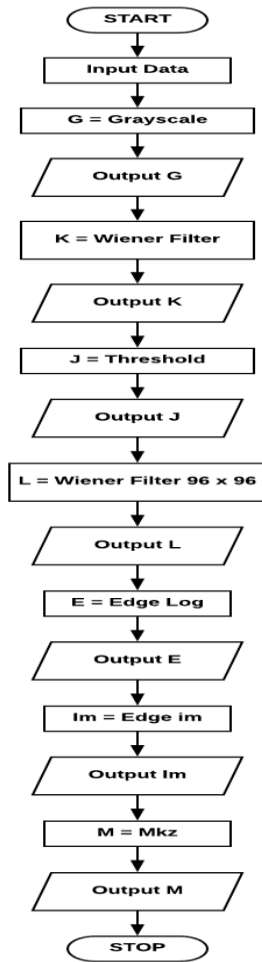 START
Input Data
G = Grayscale
Output G
K = Wiener Filter
Output K
J = Threshold
Output J
L = Wiener Filter 96 x 96
Output L
E = Edge Log
Output E
Im = Edge im
Output Im
M = Mkz
Output M
STOP